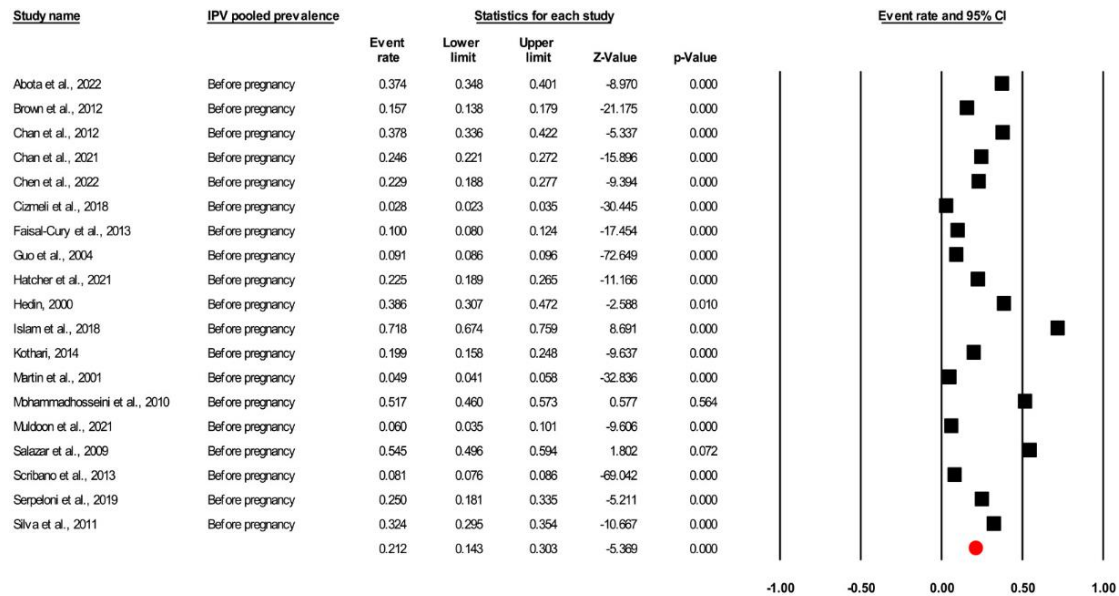 Study name IPV pooled prevalence Statistics for each study Event rate and 95% CI
Event rate Lower limit Upper limit Z-Value p-Value
Abota et al., 2022 Before pregnancy 0.374 0.348 0.401 -8.970 0.000
Brown et al., 2012 Before pregnancy 0.157 0.138 0.179 -21.175 0.000
Chan et al., 2012 Before pregnancy 0.378 0.336 0.422 -5.337 0.000
Chan et al., 2021 Before pregnancy 0.246 0.221 0.272 -15.896 0.000
Chen et al., 2022 Before pregnancy 0.229 0.188 0.277 -9.394 0.000
Cizmeli et al., 2018 Before pregnancy 0.028 0.023 0.035 -30.445 0.000
Faisal-Cury et al., 2013 Before pregnancy 0.100 0.080 0.124 -17.454 0.000
Guo et al., 2004 Before pregnancy 0.091 0.086 0.096 -72.649 0.000
Hatcher et al., 2021 Before pregnancy 0.225 0.189 0.265 -11.166 0.000
Hedin, 2000 Before pregnancy 0.386 0.307 0.472 -2.588 0.010
Islam et al., 2018 Before pregnancy 0.718 0.674 0.759 8.691 0.000
Kothari, 2014 Before pregnancy 0.199 0.158 0.248 -9.637 0.000
Martin et al., 2001 Before pregnancy 0.049 0.041 0.058 -32.836 0.000
Mohammadhosseini et al., 2010 Before pregnancy 0.517 0.460 0.573 0.577 0.564
Muldoon et al., 2021 Before pregnancy 0.060 0.035 0.101 -9.606 0.000
Salazar et al., 2009 Before pregnancy 0.545 0.496 0.594 1.802 0.072
Scribano et al., 2013 Before pregnancy 0.081 0.076 0.086 -69.042 0.000
Serpeloni et al., 2019 Before pregnancy 0.250 0.181 0.335 -5.211 0.000
Silva et al., 2011 Before pregnancy 0.324 0.295 0.354 -10.667 0.000
0.212 0.143 0.303 -5.369 0.000
-1.00 -0.50 0.00 0.50 1.00